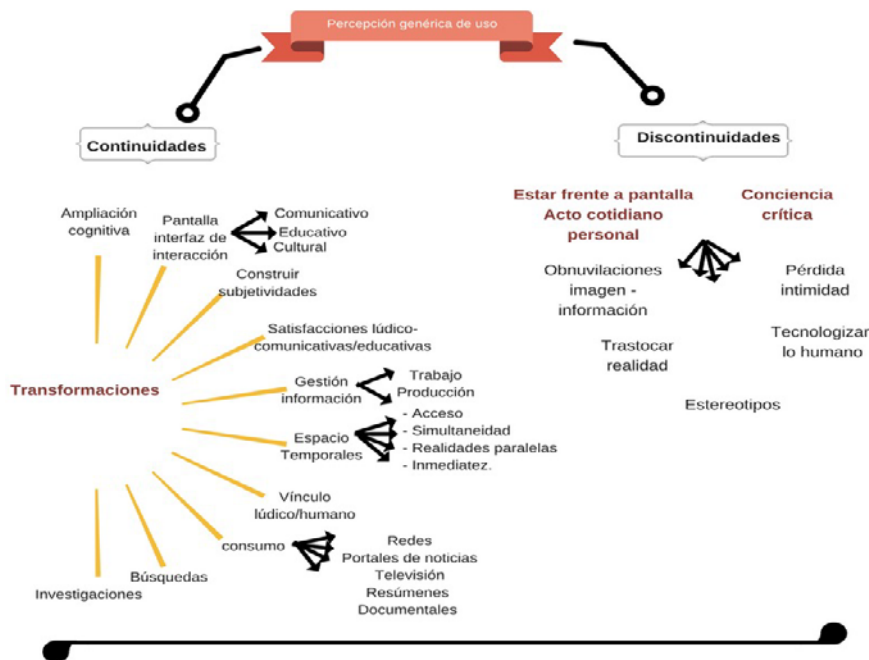 Percepción genérica de uso
Continuidades
Discontinuidades
Ampliación
cognitiva
Pantalla
interfaz de
interacción
Comunicativo
Educativo
Cultural
Construir
subjetividades
Satisfacciones lúdico-
comunicativas/educativas
Transformaciones
Gestión
información
Trabajo
Producción
Espacio
Temporales
- Acceso
- Simultaneidad
- Realidades paralelas
- Inmediatez.
Vínculo
lúdico/humano
consumo
Redes
Portales de noticias
Televisión
Resúmenes
Documentales
Búsquedas
Investigaciones
Estar frente a pantalla
Acto cotidiano
personal
Conciencia
crítica
Obnuvilaciones
imagen -
información
Pérdida
intimidad
Trastocar
realidad
Tecnologizar
lo humano
Estereotipos